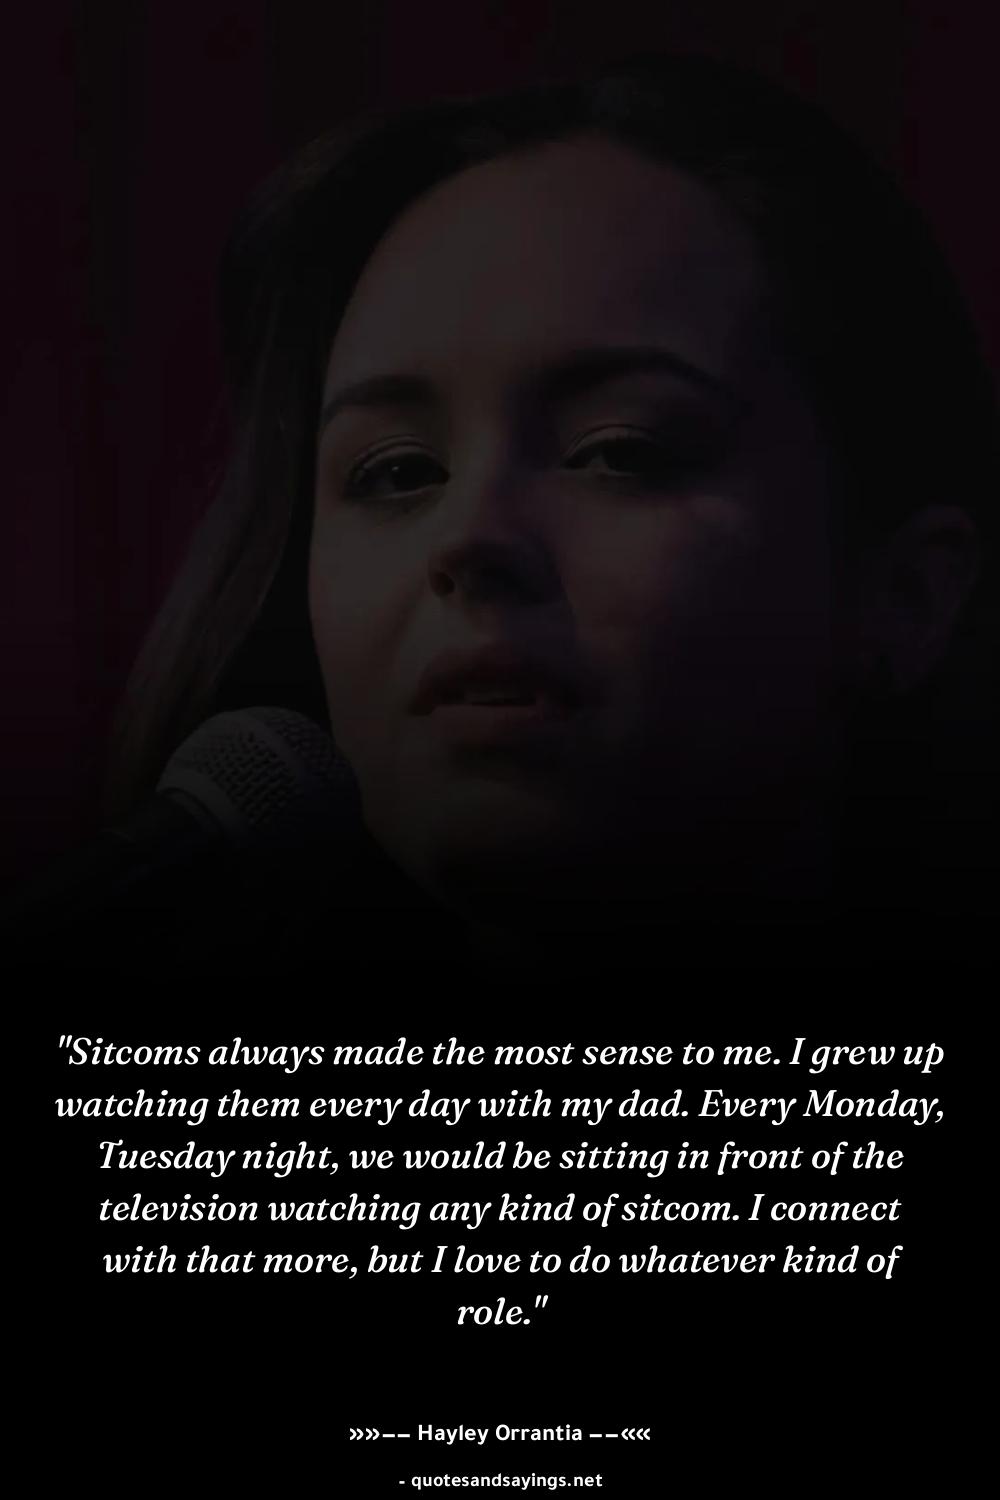 "Sitcoms always made the most sense to me. I grew up
watching them every day with my dad. Every Monday,
Tuesday night, we would be sitting in front of the
television watching any kind of sitcom. I connect
with that more, but I love to do whatever kind of
role."
»»−− Hayley Orrantia −−««
- quotesandsayings.net